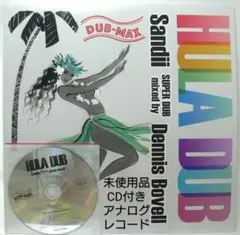 DUB-MAX
HULA DUB
Sandii
SUPER DUB
mixed by
Dennis Bovell
HULA DUB
未使用品
CD付き
アナログ
レコード